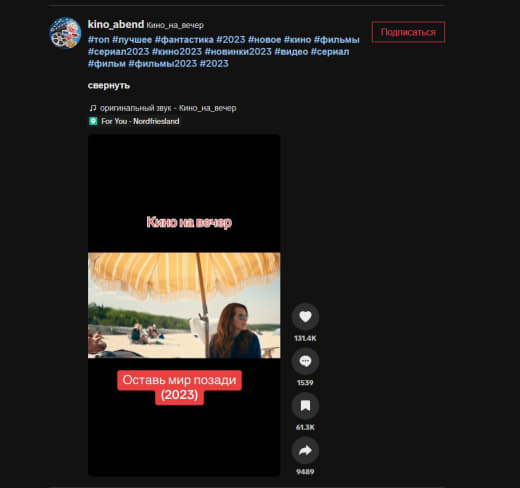 kino_abend Кино_на_вечер
Подписаться
#топ #лучшее #фантастика #2023 #новое #кино #фильмы
#сериал2023 #кино2023 #новинки2023 #видео #сериал
#фильм #фильмы2023 #2023
свернуть
оригинальный звук - Кино_на_вечер
For You - Nordfriesland
Кино на вечер
Оставь мир позади
(2023)
131.4K
1539
61.3K
9489